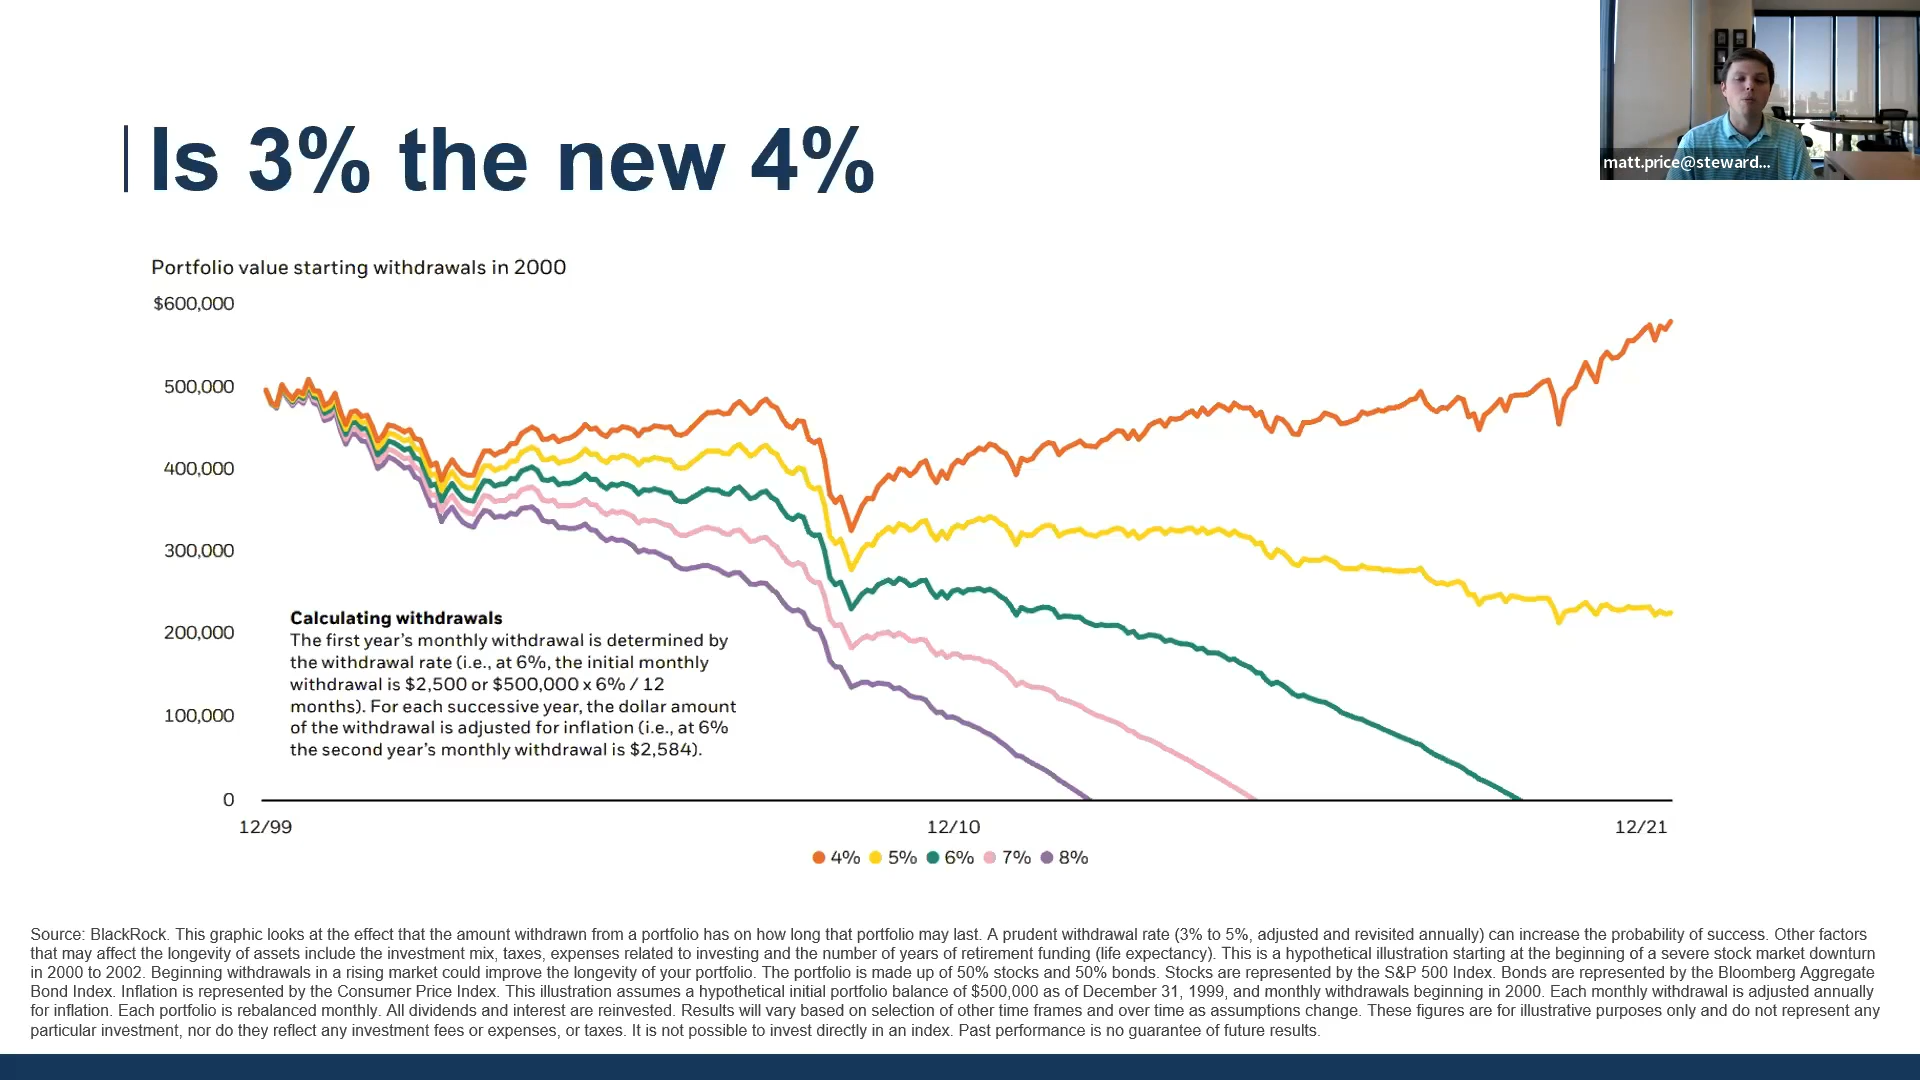 Is 3% the new 4%
matt.price@steward...
Portfolio value starting withdrawals in 2000
$600,000
500,000
400,000
300,000
200,000
100,000
0
Calculating withdrawals
The first year's monthly withdrawal is determined by
the withdrawal rate (i.e., at 6%, the initial monthly
withdrawal is $2,500 or $500,000 x 6% / 12
months). For each successive year, the dollar amount
of the withdrawal is adjusted for inflation (i.e., at 6%
the second year's monthly withdrawal is $2,584).
12/99 12/10 12/21
4% 5% 6% 7% 8%
Source: BlackRock. This graphic looks at the effect that the amount withdrawn from a portfolio has on how long that portfolio may last. A prudent withdrawal rate (3% to 5%, adjusted and revisited annually) can increase the probability of success. Other factors
that may affect the longevity of assets include the investment mix, taxes, expenses related to investing and the number of years of retirement funding (life expectancy). This is a hypothetical illustration starting at the beginning of a severe stock market downturn
in 2000 to 2002. Beginning withdrawals in a rising market could improve the longevity of your portfolio. The portfolio is made up of 50% stocks and 50% bonds. Stocks are represented by the S&P 500 Index. Bonds are represented by the Bloomberg Aggregate
Bond Index. Inflation is represented by the Consumer Price Index. This illustration assumes a hypothetical initial portfolio balance of $500,000 as of December 31, 1999, and monthly withdrawals beginning in 2000. Each monthly withdrawal is adjusted annually
for inflation. Each portfolio is rebalanced monthly. All dividends and interest are reinvested. Results will vary based on selection of other time frames and over time as assumptions change. These figures are for illustrative purposes only and do not represent any
particular investment, nor do they reflect any investment fees or expenses, or taxes. It is not possible to invest directly in an index. Past performance is no guarantee of future results.